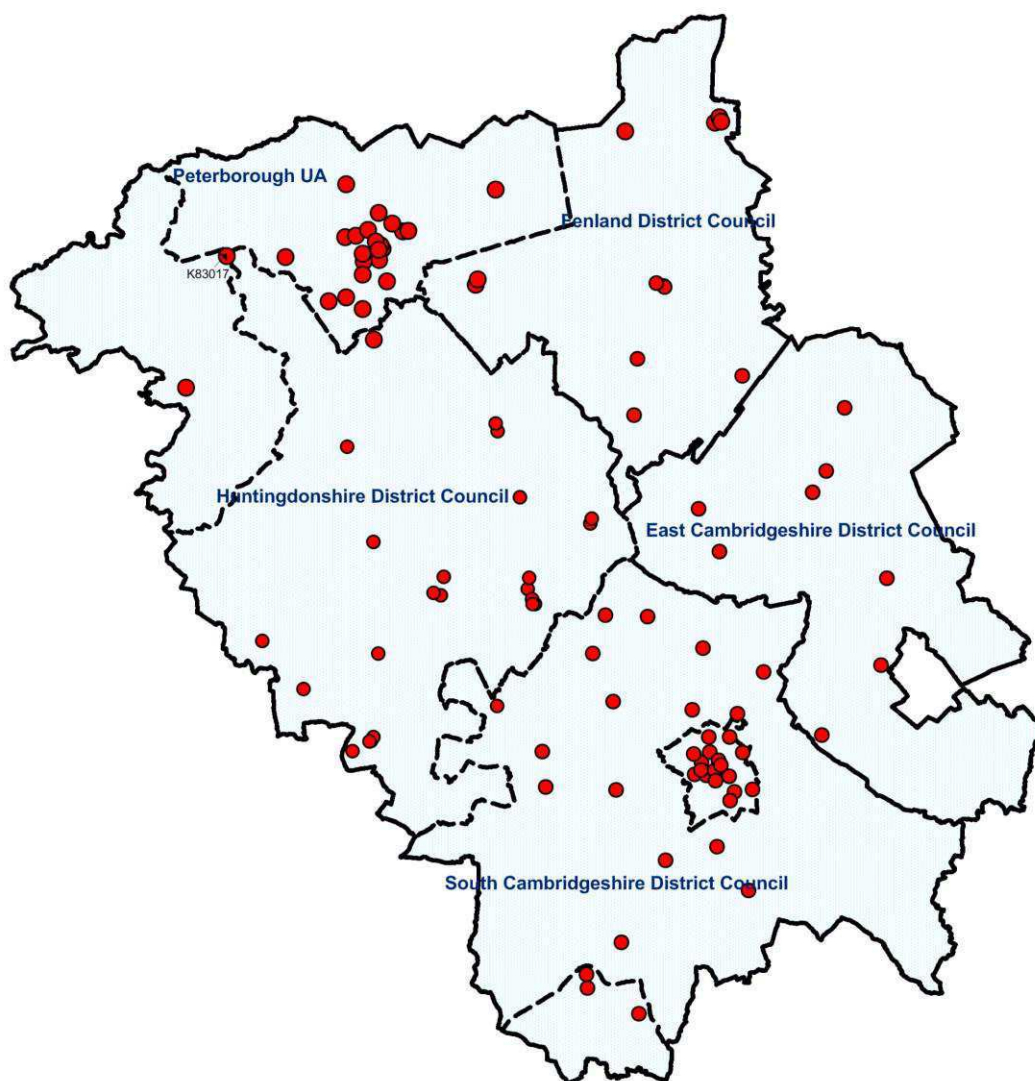 Peterborough UA
Fenland District Council
K83017
Huntingdonshire District Council
East Cambridgeshire District Council
South Cambridgeshire District Council